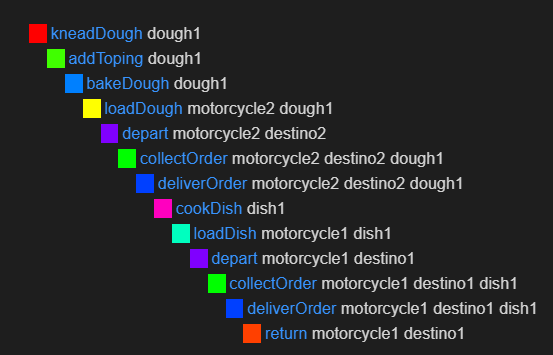 kneadDough dough1
addToping dough1
bakeDough dough1
loadDough motorcycle2 dough1
depart motorcycle2 destino2
collectOrder motorcycle2 destino2 dough1
deliverOrder motorcycle2 destino2 dough1
cookDish dish1
loadDish motorcycle1 dish1
depart motorcycle1 destino1
collectOrder motorcycle1 destino1 dish1
deliverOrder motorcycle1 destino1 dish1
return motorcycle1 destino1